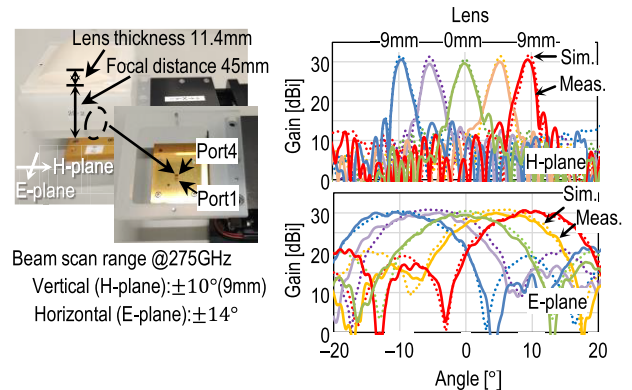 Lens thickness 11.4mm
Focal distance 45mm
H-plane
E-plane
Port4
Port1
Beam scan range @275GHz
Vertical (H-plane):±10°(9mm)
Horizontal (E-plane):±14°
Lens
−9mm 0mm 9mm
Sim.
Meas.
Gain [dBi]
30
20
10
0
H-plane
Sim.
Meas.
Gain [dBi]
30
20
10
0
E-plane
−20 −10 0 10 20
Angle [°]